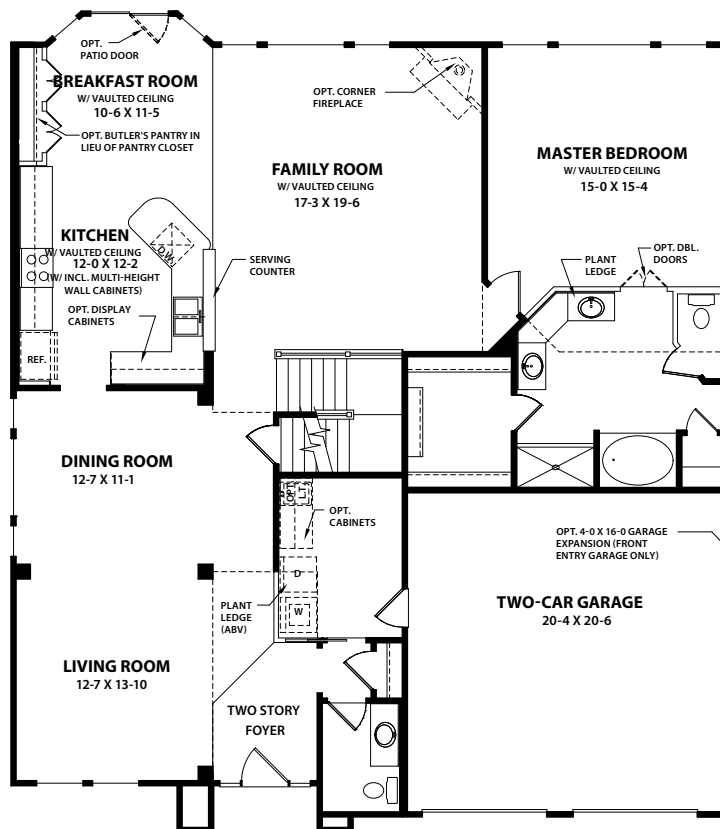 OPT.
PATIO DOOR
BREAKFAST ROOM
W/ VAULTED CEILING
10-6 X 11-5
OPT. BUTLER'S PANTRY IN
LIEU OF PANTRY CLOSET
OPT. CORNER
FIREPLACE
FAMILY ROOM
W/ VAULTED CEILING
17-3 X 19-6
MASTER BEDROOM
W/ VAULTED CEILING
15-0 X 15-4
KITCHEN
W/ VAULTED CEILING
12-0 X 12-2
(W/ INCL. MULTI-HEIGHT
WALL CABINETS)
D.W.
SERVING
COUNTER
PLANT
LEDGE
OPT. DBL.
DOORS
OPT. DISPLAY
CABINETS
REF.
DINING ROOM
12-7 X 11-1
OPT.
L.T.
OPT.
CABINETS
OPT. 4-0 X 16-0 GARAGE
EXPANSION (FRONT
ENTRY GARAGE ONLY)
D
W
PLANT
LEDGE
(ABV)
TWO-CAR GARAGE
20-4 X 20-6
LIVING ROOM
12-7 X 13-10
TWO STORY
FOYER